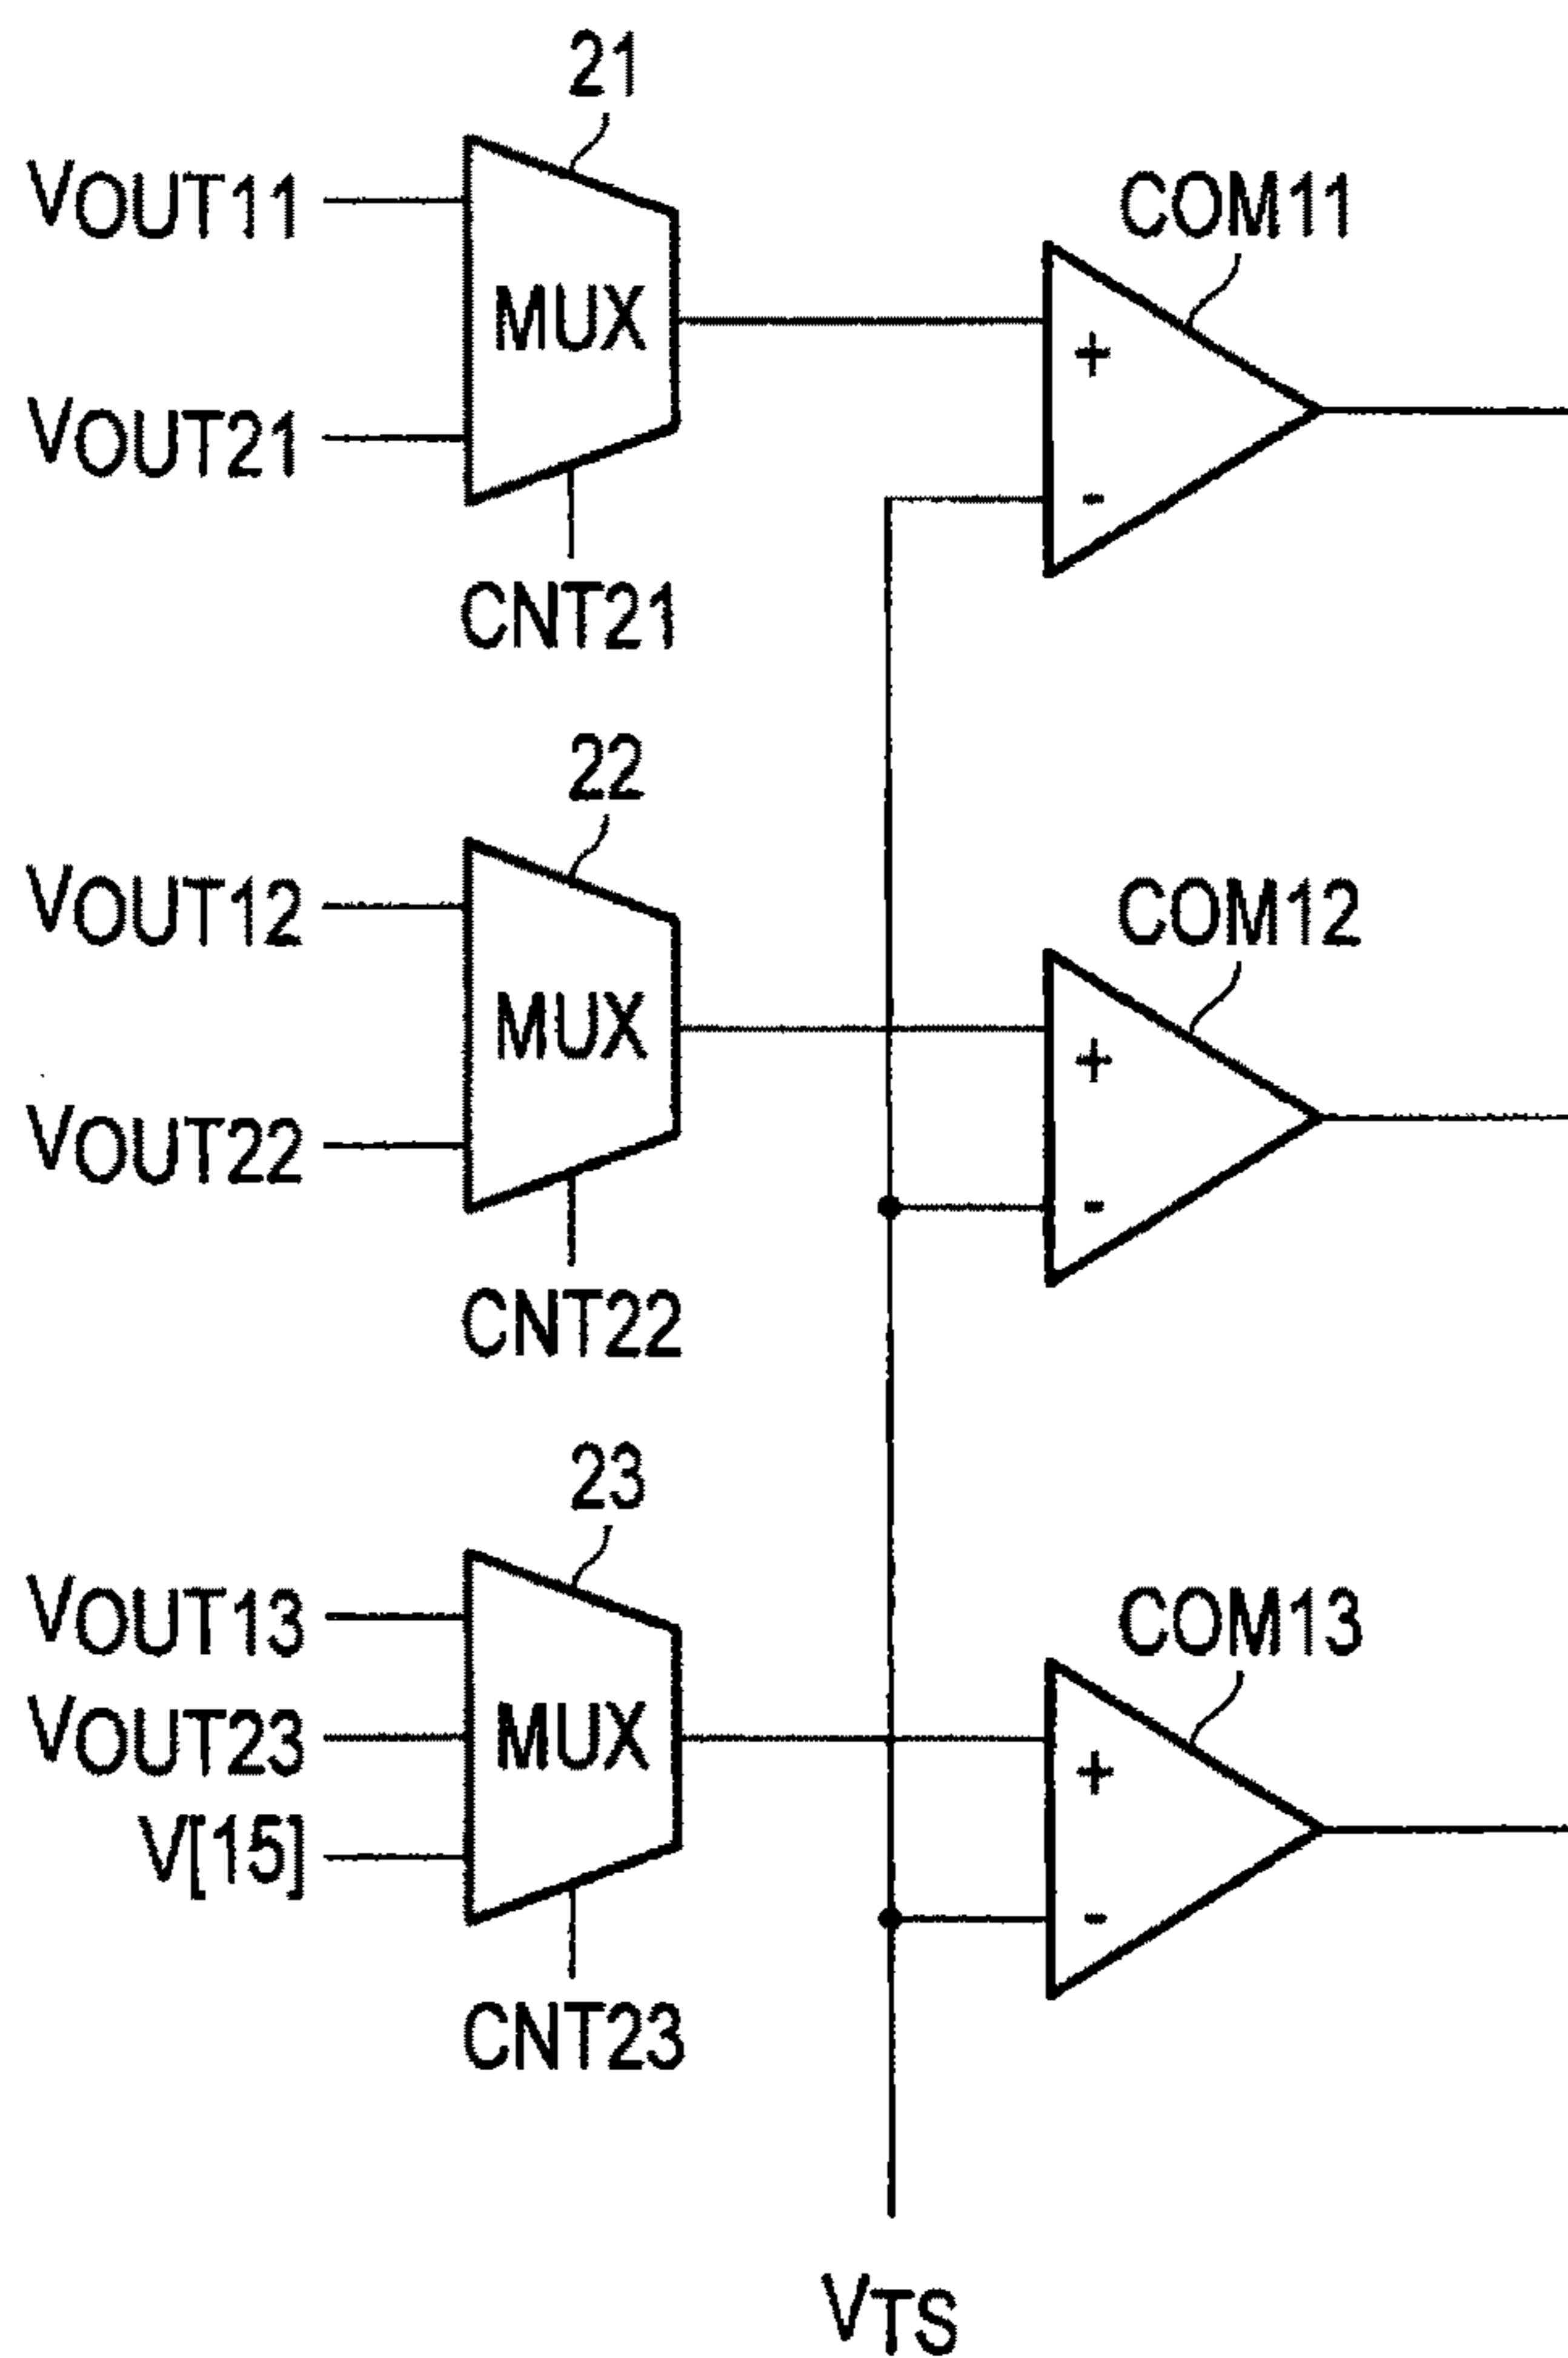 21
VOUT11
COM11
MUX
+
VOUT21
-
CNT21
22
VOUT12
COM12
MUX
+
VOUT22
-
CNT22
23
VOUT13
COM13
VOUT23
MUX
+
V[15]
-
CNT23
VTS